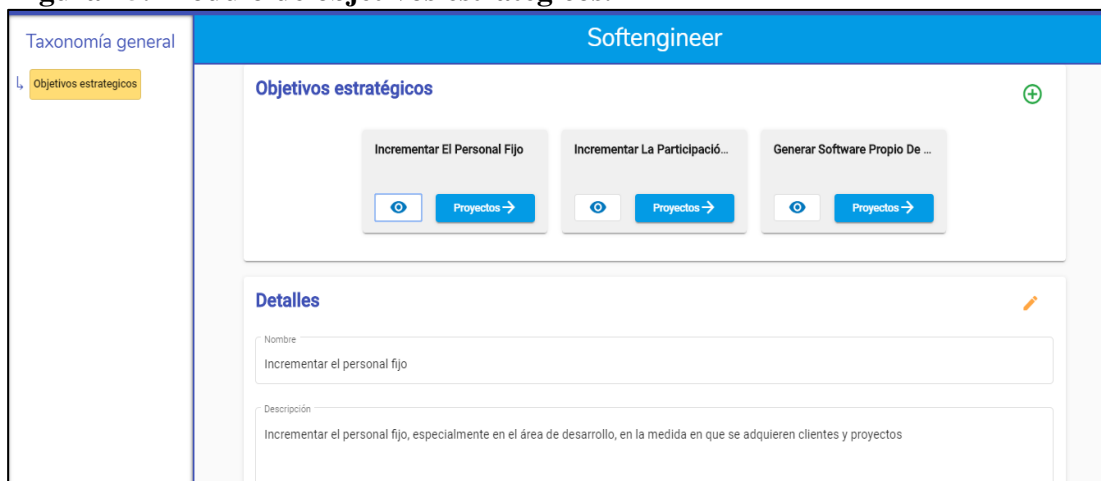 Taxonomía general
Softengineer
Objetivos estrategicos
Objetivos estratégicos
Incrementar El Personal Fijo
Incrementar La Participació...
Generar Software Propio De ...
Proyectos
Proyectos
Proyectos
Detalles
Nombre
Incrementar el personal fijo
Descripción
Incrementar el personal fijo, especialmente en el área de desarrollo, en la medida en que se adquieren clientes y proyectos